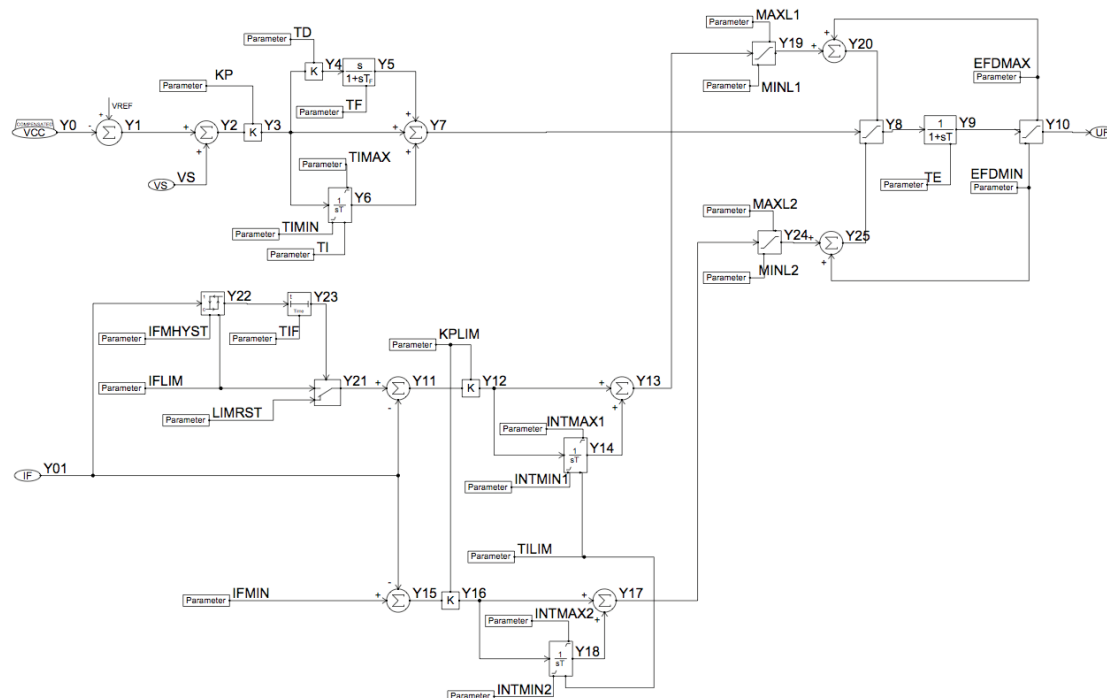 MAXL1
Parameter
Y19
+
Y20
+
MINL1
Parameter
TD
Parameter
K
Y4
s
1+sTF
Y5
TF
Parameter
KP
Parameter
EFDMAX
Parameter
VREF
COMPENSATED
VCC
Y0
+
-
Σ
Y1
+
Σ
Y2
K
Y3
+
+
+
Σ
Y7
Y8
1
1+sT
Y9
Y10
VS
VS
+
TIMAX
Parameter
1
sT
Y6
TIMIN
Parameter
TI
Parameter
TE
Parameter
EFDMIN
Parameter
MAXL2
Parameter
Y24
+
Σ
Y25
+
MINL2
Parameter
Y22
Y23
IFMHYST
Parameter
TIF
Parameter
KPLIM
Parameter
IFLIM
Parameter
Y21
+
Σ
Y11
-
K
Y12
+
Σ
Y13
+
LIMRST
Parameter
INTMAX1
Parameter
1
sT
Y14
IF
Y01
INTMIN1
Parameter
TILIM
Parameter
IFMIN
Parameter
-
+
Σ
Y15
K
Y16
+
Σ
Y17
+
INTMAX2
Parameter
1
sT
Y18
INTMIN2
Parameter